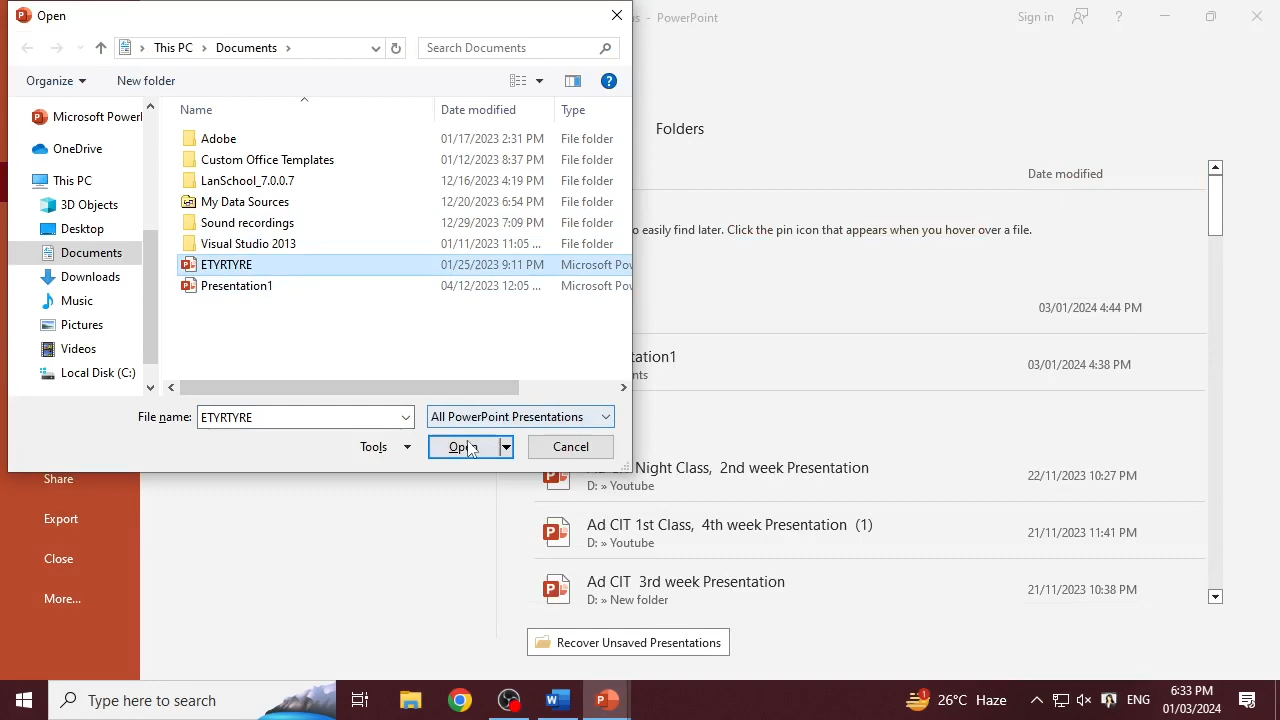 Open
ns - PowerPoint
Sign in
?
This PC
Documents
Search Documents
Organize
New folder
?
Name
Date modified
Type
Microsoft Powerl
OneDrive
This PC
3D Objects
Desktop
Documents
Downloads
Music
Pictures
Videos
Local Disk (C:)
Adobe 01/17/2023 2:31 PM File folder
Custom Office Templates 01/12/2023 8:37 PM File folder
LanSchool_7.0.0.7 12/16/2023 4:19 PM File folder
My Data Sources 12/20/2023 6:54 PM File folder
Sound recordings 12/29/2023 7:09 PM File folder
Visual Studio 2013 01/11/2023 11:05 ... File folder
ETYRTYRE 01/25/2023 9:11 PM Microsoft Pow
Presentation1 04/12/2023 12:05 ... Microsoft Pow
File name: ETYRTYRE
All PowerPoint Presentations
Tools
Open
Cancel
Folders
Date modified
o easily find later. Click the pin icon that appears when you hover over a file.
03/01/2024 4:44 PM
tation1
nts
03/01/2024 4:38 PM
Night Class, 2nd week Presentation
D: » Youtube
22/11/2023 10:27 PM
Ad CIT 1st Class, 4th week Presentation (1)
D: » Youtube
21/11/2023 11:41 PM
Ad CIT 3rd week Presentation
D: » New folder
21/11/2023 10:38 PM
Recover Unsaved Presentations
Share
Export
Close
More...
Type here to search
1
26°C Haze
ENG
6:33 PM
01/03/2024